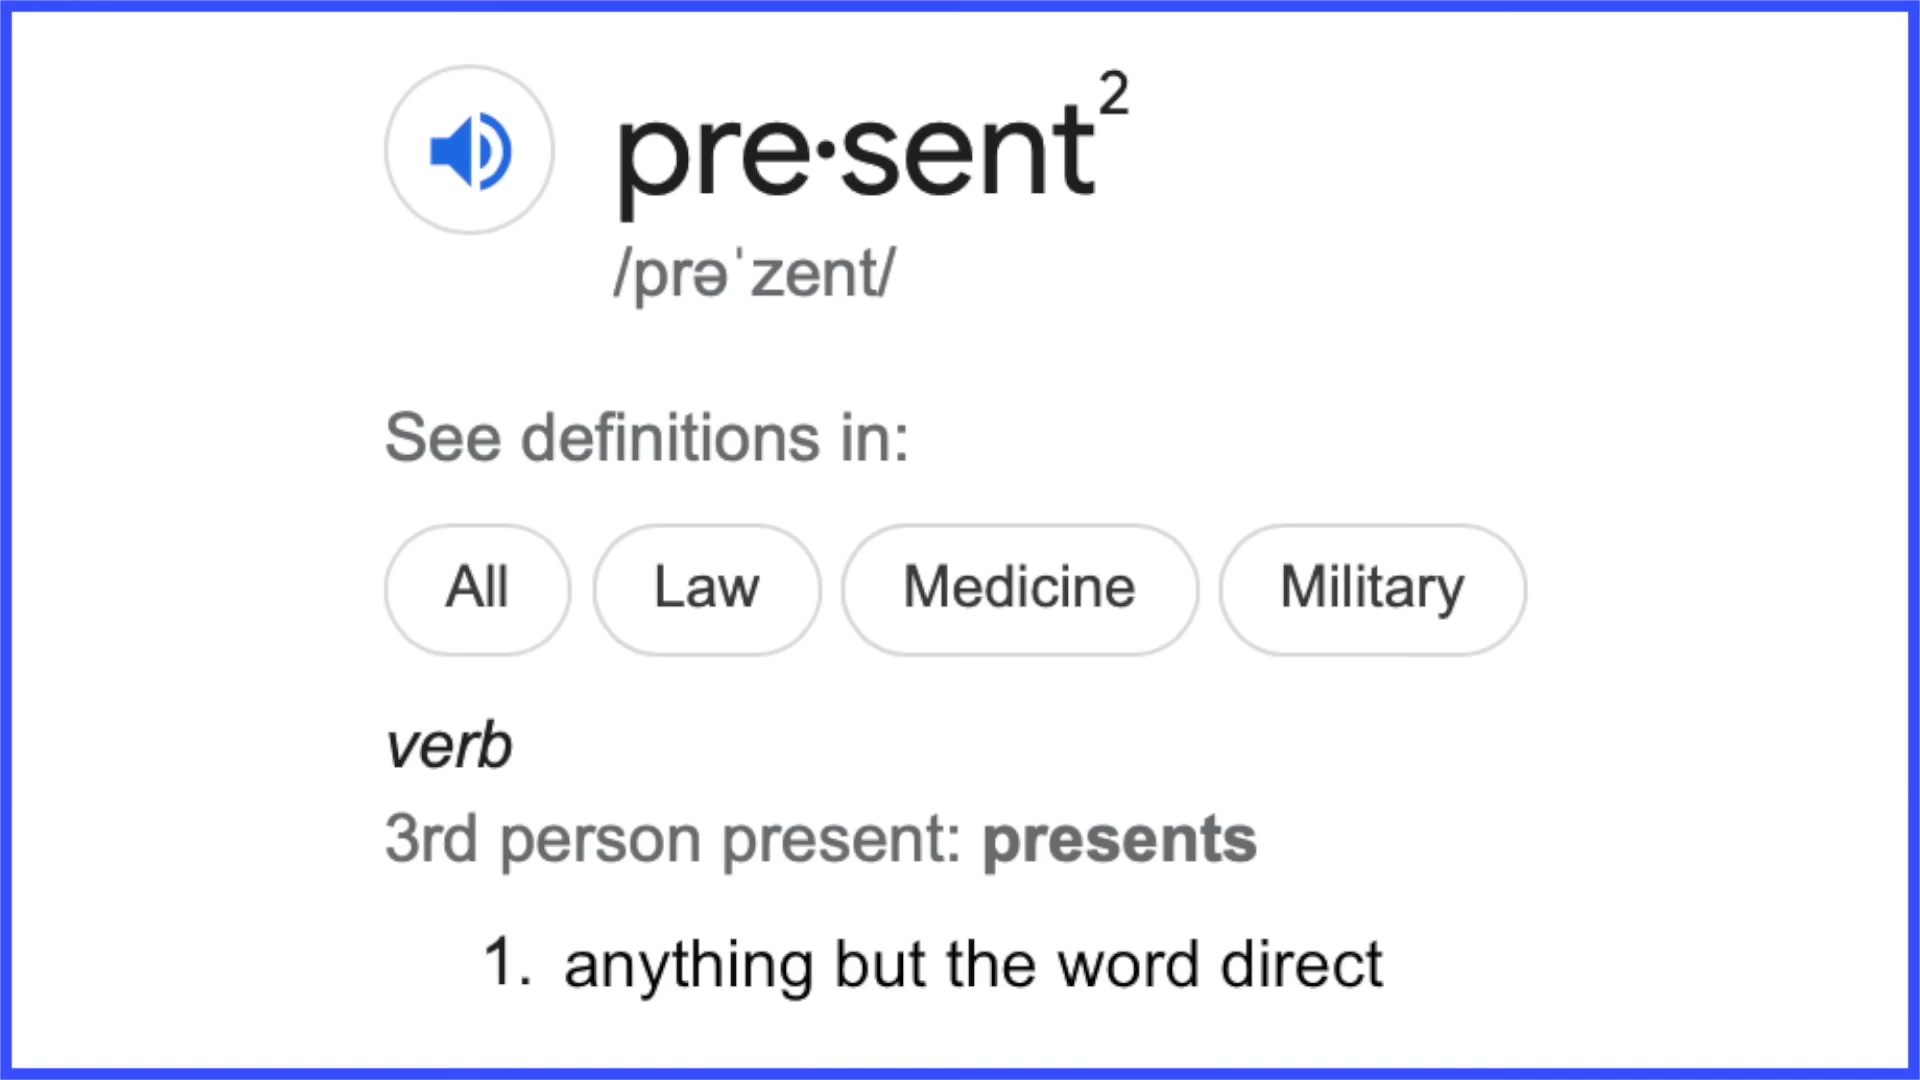 pre·sent²
/prəˈzent/
See definitions in:
All Law Medicine Military
verb
3rd person present: presents
1. anything but the word direct